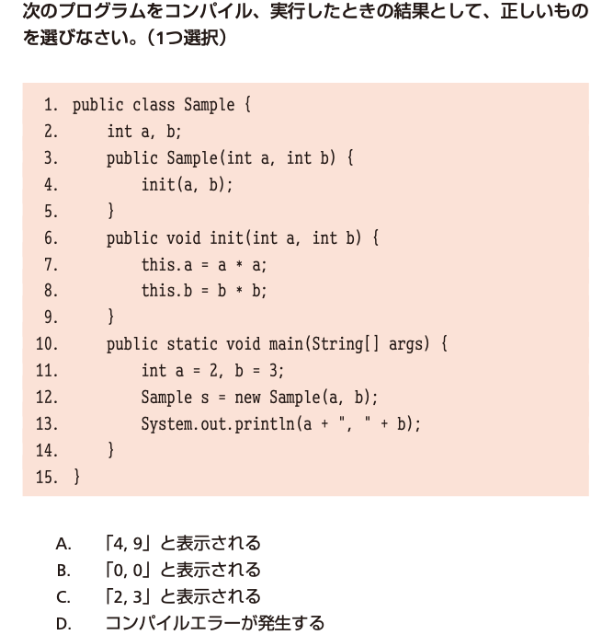 次のプログラムをコンパイル、実行したときの結果として、正しいもの
を選びなさい。（1つ選択）
1. public class Sample {
2.     int a, b;
3.     public Sample(int a, int b) {
4.         init(a, b);
5.     }
6.     public void init(int a, int b) {
7.         this.a = a * a;
8.         this.b = b * b;
9.     }
10.     public static void main(String[] args) {
11.         int a = 2, b = 3;
12.         Sample s = new Sample(a, b);
13.         System.out.println(a + ", " + b);
14.     }
15. }
A. 「4, 9」と表示される
B. 「0, 0」と表示される
C. 「2, 3」と表示される
D. コンパイルエラーが発生する